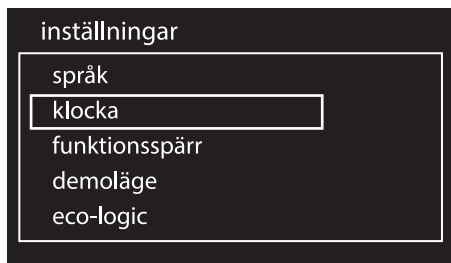 inställningar
språk
klocka
funktionsspärr
demoläge
eco-logic